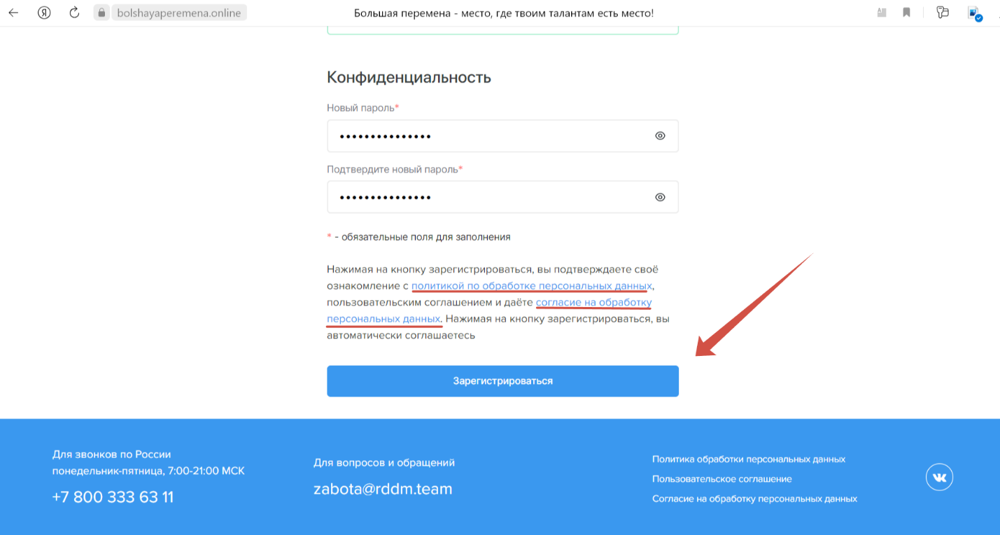 Я
bolshayaperemena.online
Большая перемена - место, где твоим талантам есть место!
Конфиденциальность
Новый пароль*
•••••••••••••••
Подтвердите новый пароль*
•••••••••••••••
* - обязательные поля для заполнения
Нажимая на кнопку зарегистрироваться, вы подтверждаете своё
ознакомление с политикой по обработке персональных данных,
пользовательским соглашением и даёте согласие на обработку
персональных данных. Нажимая на кнопку зарегистрироваться, вы
автоматически соглашаетесь
Зарегистрироваться
Для звонков по России
понедельник-пятница, 7:00-21:00 МСК
+7 800 333 63 11
Для вопросов и обращений
zabota@rddm.team
Политика обработки персональных данных
Пользовательское соглашение
Согласие на обработку персональных данных